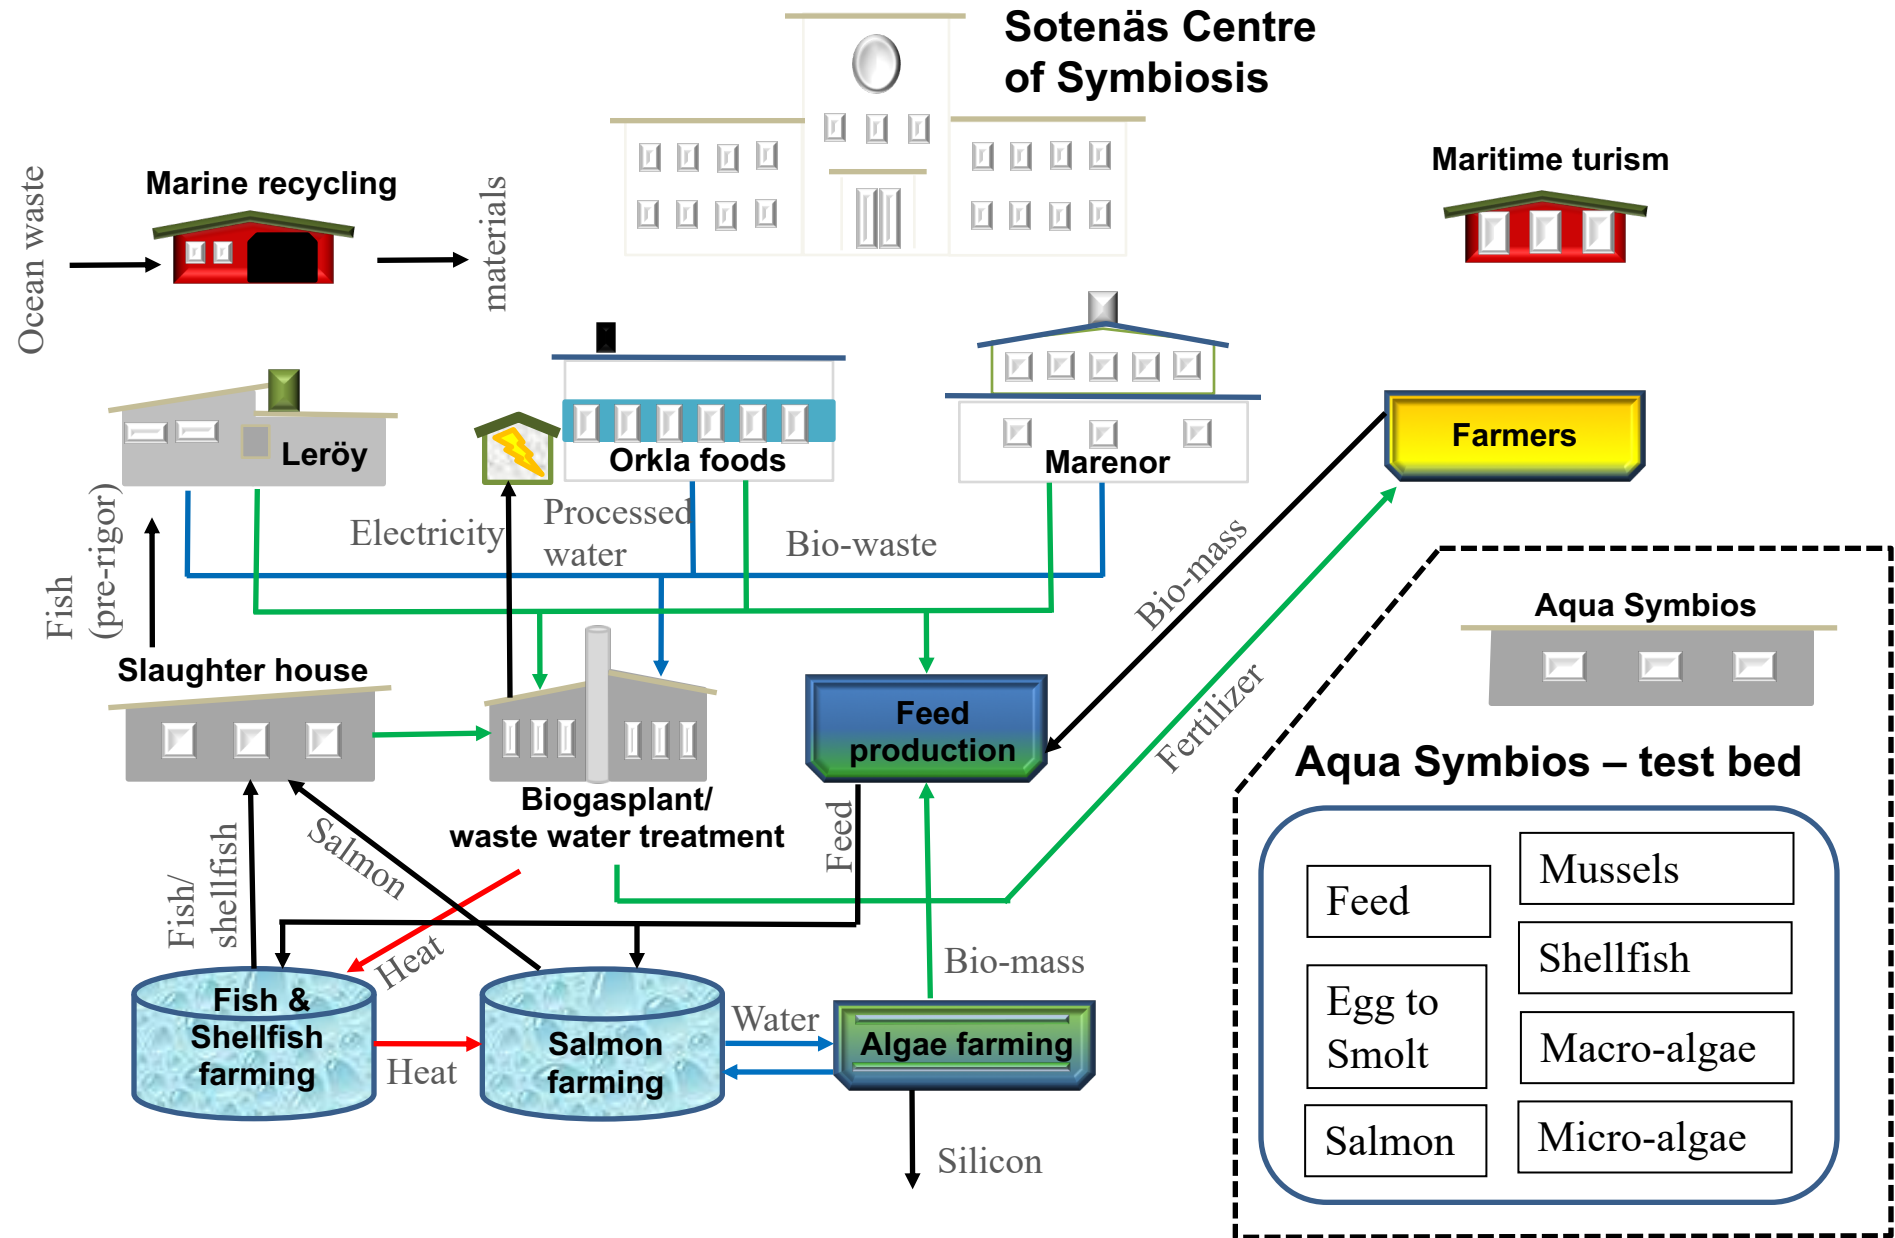 Sotenäs Centre
of Symbiosis
Ocean waste
Marine recycling
materials
Maritime turism
Leröy
Orkla foods
Marenor
Farmers
Fish
(pre-rigor)
Electricity
Processed
water
Bio-waste
Bio-mass
Fertilizer
Slaughter house
Biogasplant/
waste water treatment
Feed
production
Feed
Fish/
shellfish
Salmon
Heat
Fish &
Shellfish
farming
Heat
Salmon
farming
Water
Bio-mass
Algae farming
Silicon
Aqua Symbios
Aqua Symbios – test bed
Feed
Egg to
Smolt
Salmon
Mussels
Shellfish
Macro-algae
Micro-algae